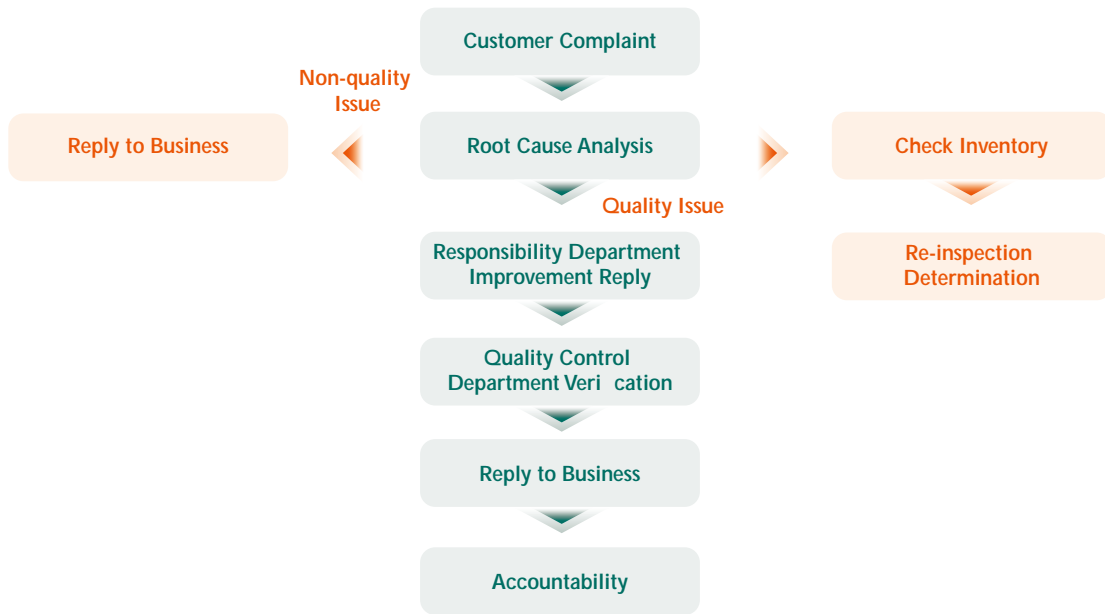 Customer Complaint
Non-quality
Issue
Reply to Business
Root Cause Analysis
Check Inventory
Quality Issue
Responsibility Department
Improvement Reply
Re-inspection
Determination
Quality Control
Department Veri cation
Reply to Business
Accountability